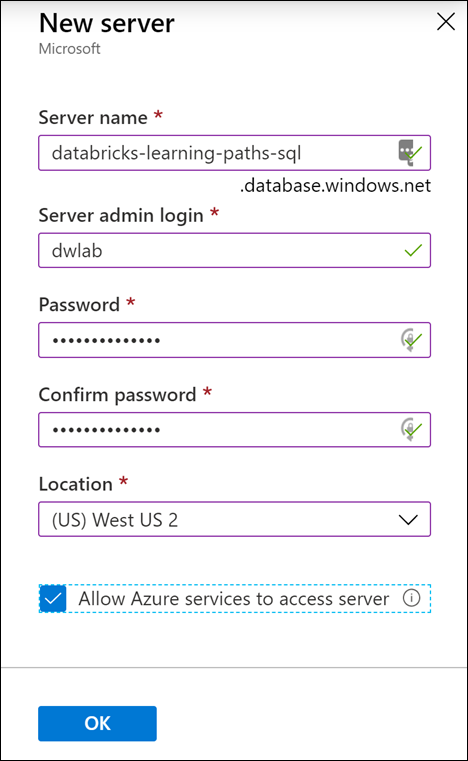 New server
Microsoft
Server name *
databricks-learning-paths-sql
.database.windows.net
Server admin login *
dwlab
Password *
••••••••••••••
Confirm password *
••••••••••••••
Location *
(US) West US 2
Allow Azure services to access server
OK